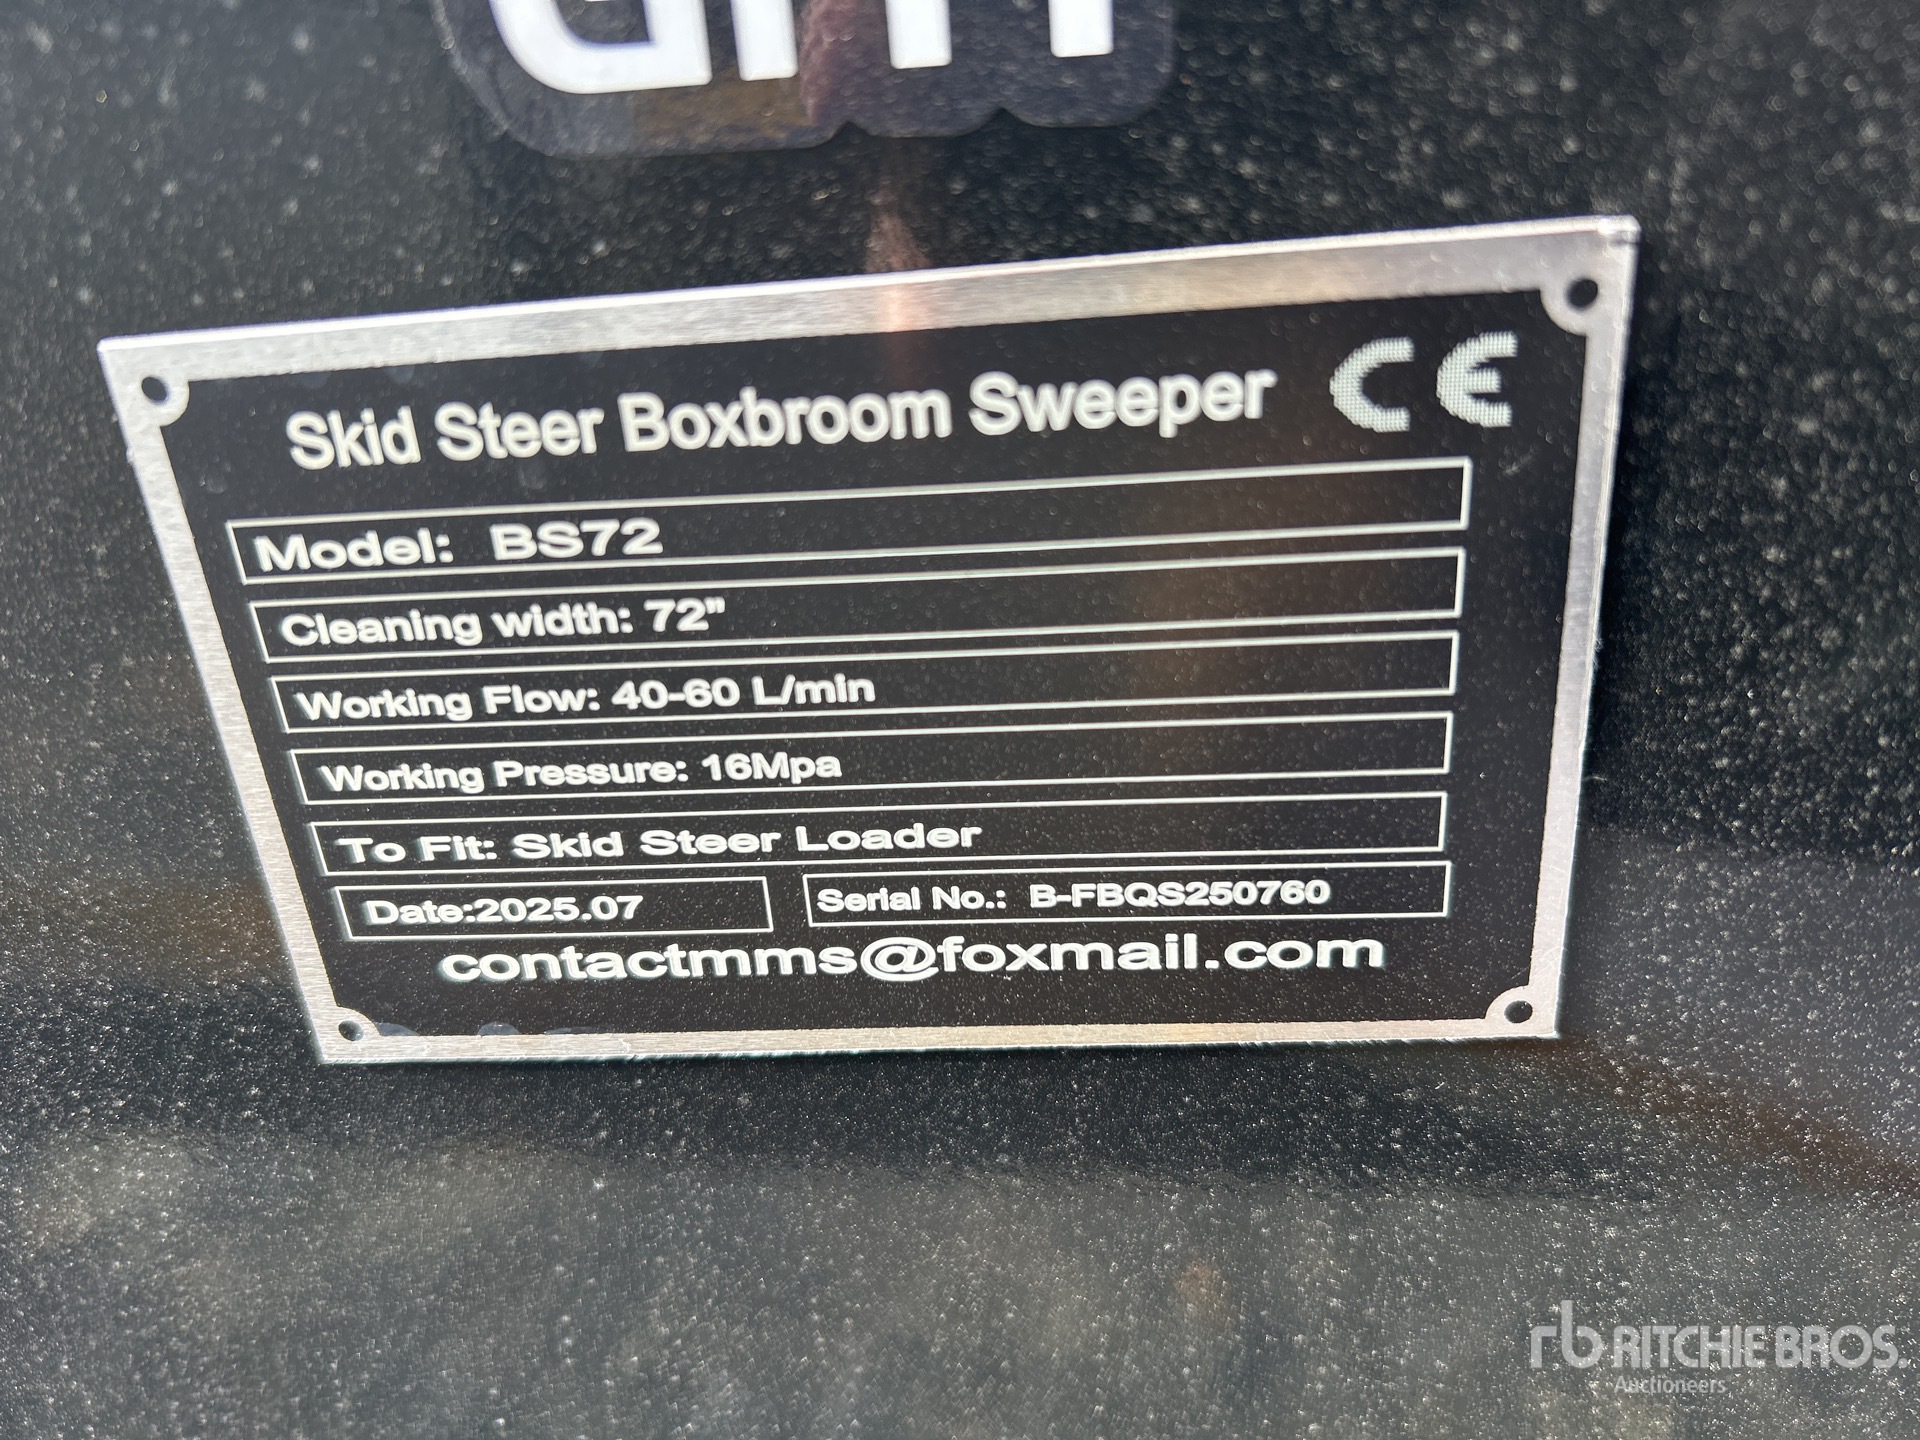 Skid Steer Boxbroom Sweeper CE
Model: BS72
Cleaning width: 72"
Working Flow: 40-60 L/min
Working Pressure: 16Mpa
To Fit: Skid Steer Loader
Date:2025.07 Serial No.: B-FBQS250760
contactmms@foxmail.com
rb RITCHIE BROS.
Auctioneers